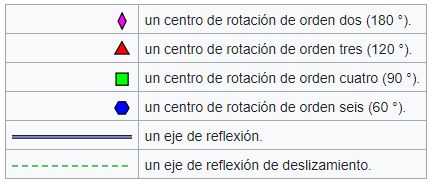 un centro de rotación de orden dos (180 °).
un centro de rotación de orden tres (120 °).
un centro de rotación de orden cuatro (90 °).
un centro de rotación de orden seis (60 °).
un eje de reflexión.
un eje de reflexión de deslizamiento.